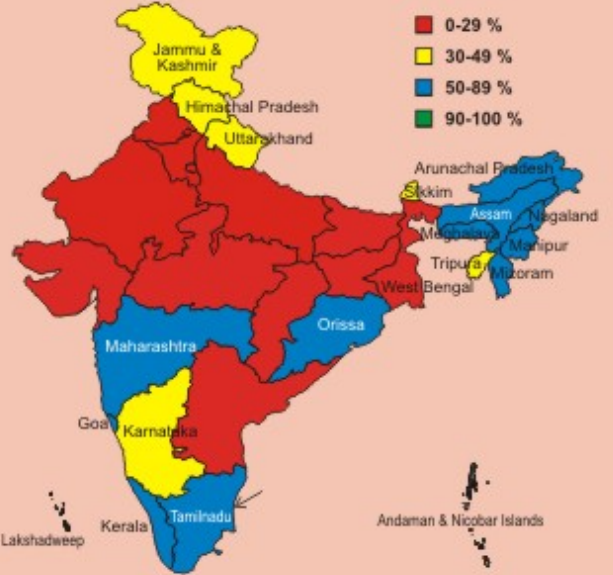 0-29 %
30-49 %
50-89 %
90-100 %
Jammu &
Kashmir
Himachal Pradesh
Uttarakhand
Arunachal Pradesh
Sikkim
Assam
Nagaland
Meghalaya
Manipur
Tripura
Mizoram
West Bengal
Orissa
Maharashtra
Goa
Karnataka
Kerala
Tamilnadu
Andaman & Nicobar Islands
Lakshadweep